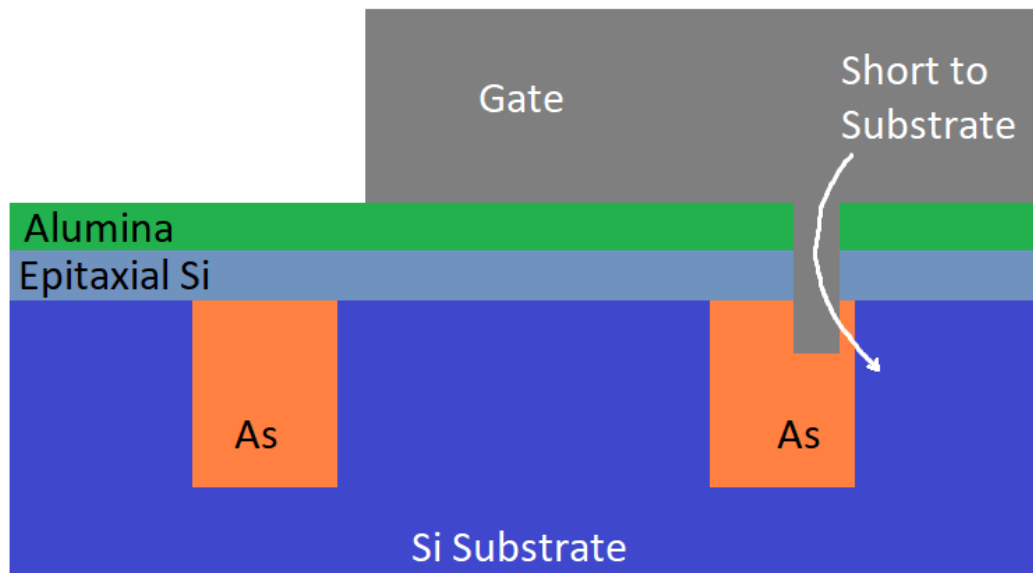 Gate
Short to
Substrate
Alumina
Epitaxial Si
As
As
Si Substrate